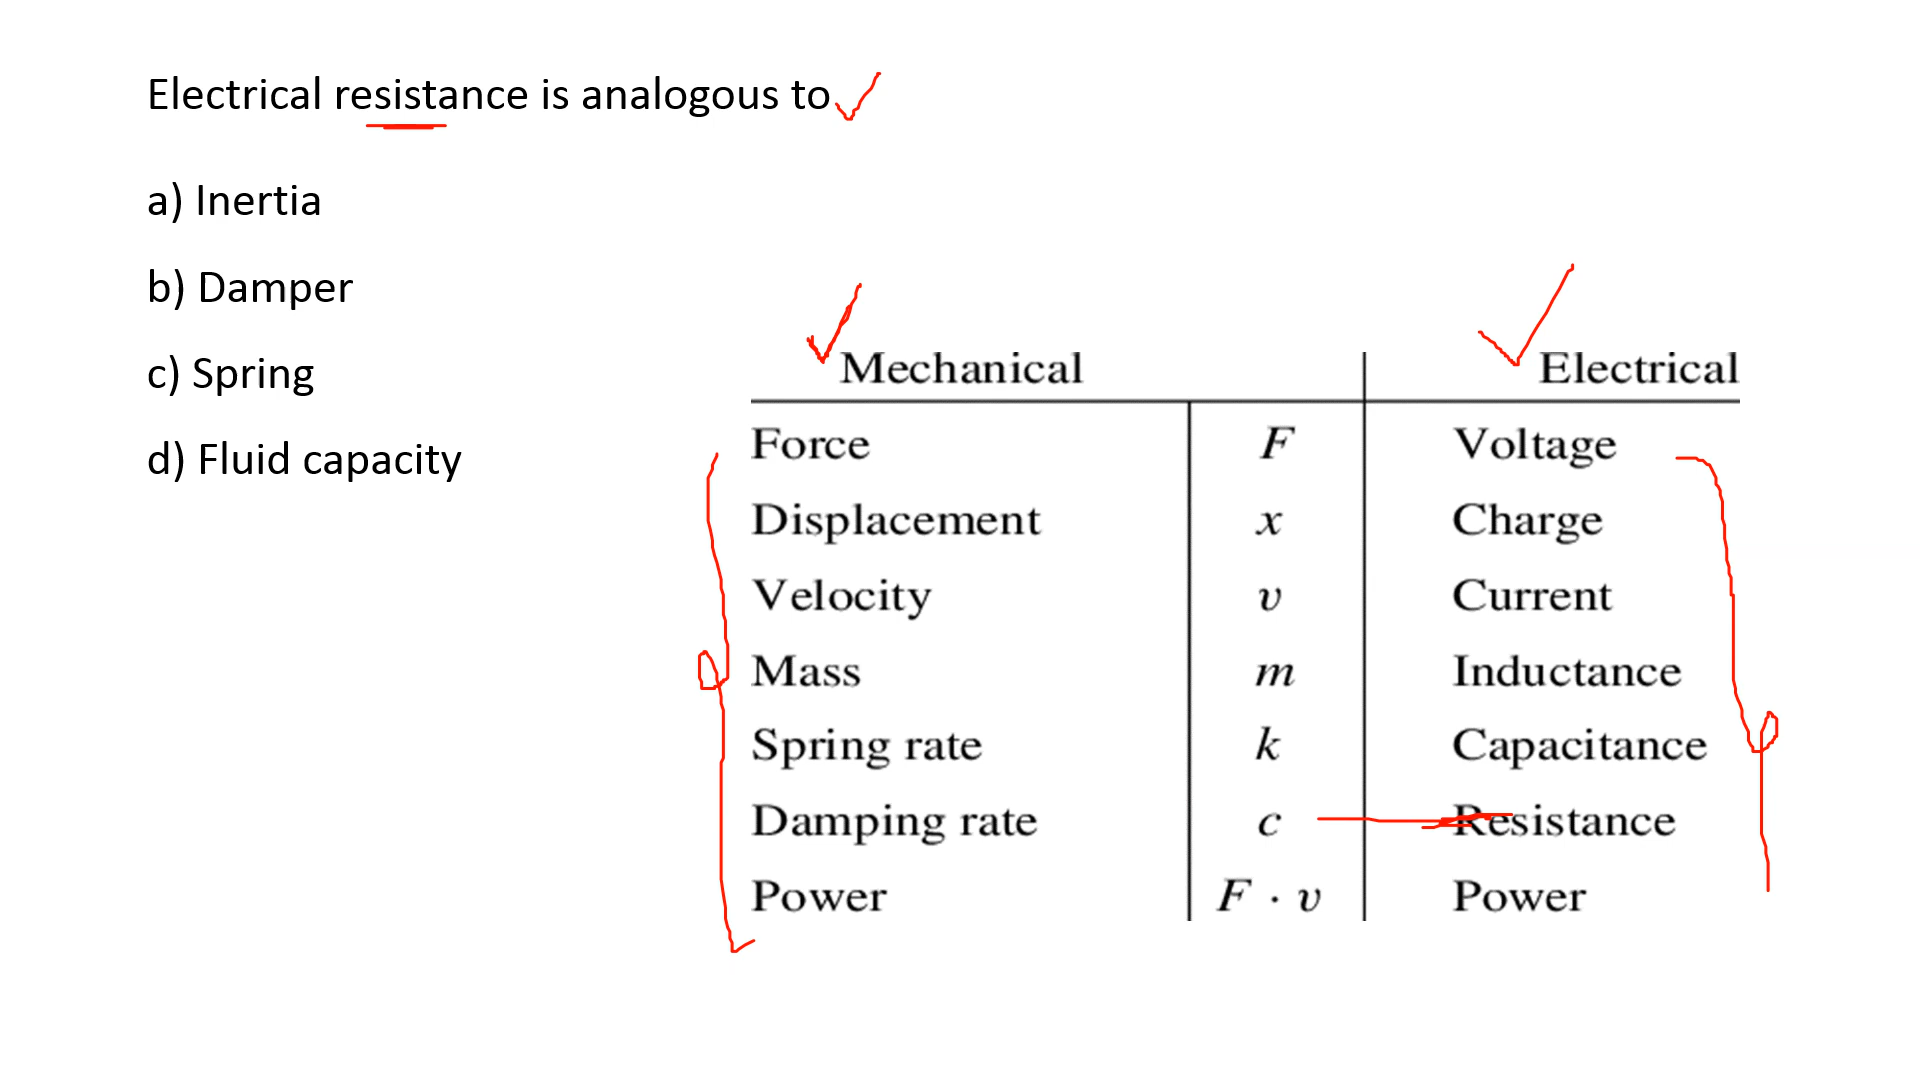 Electrical resistance is analogous to
a) Inertia
b) Damper
c) Spring
d) Fluid capacity
Mechanical Electrical
Force F Voltage
Displacement x Charge
Velocity v Current
Mass m Inductance
Spring rate k Capacitance
Damping rate c Resistance
Power F · v Power